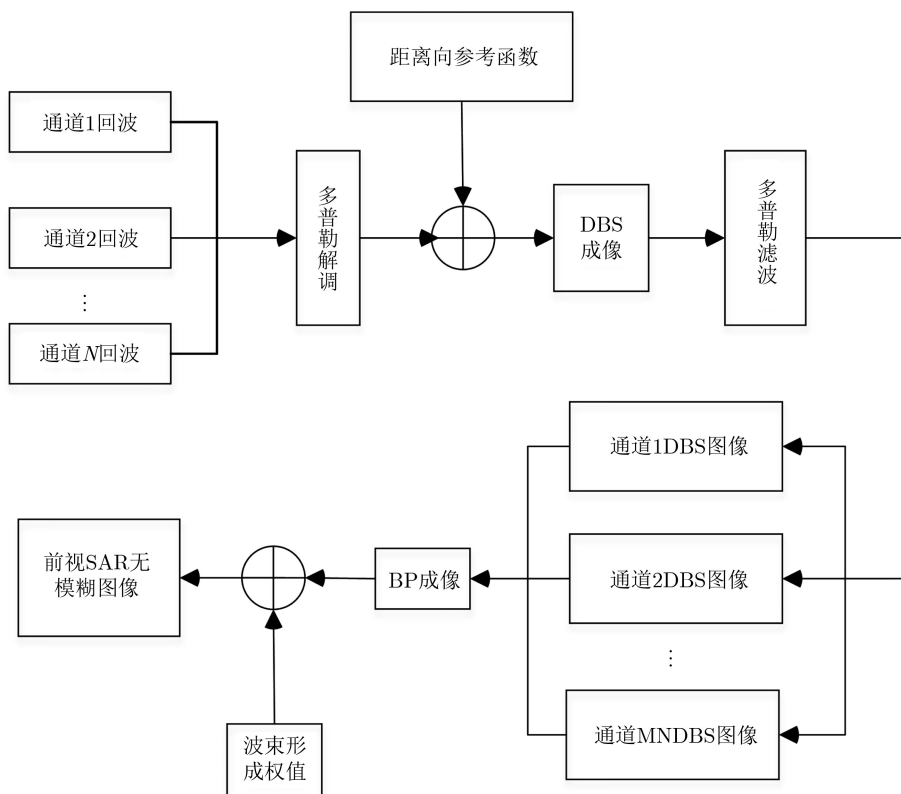 距离向参考函数
通道1回波
通道2回波
⋮
通道N回波
多普勒解调
DBS
成像
多普勒滤波
通道1DBS图像
通道2DBS图像
⋮
通道MNDBS图像
BP成像
前视SAR无
模糊图像
波束形
成权值